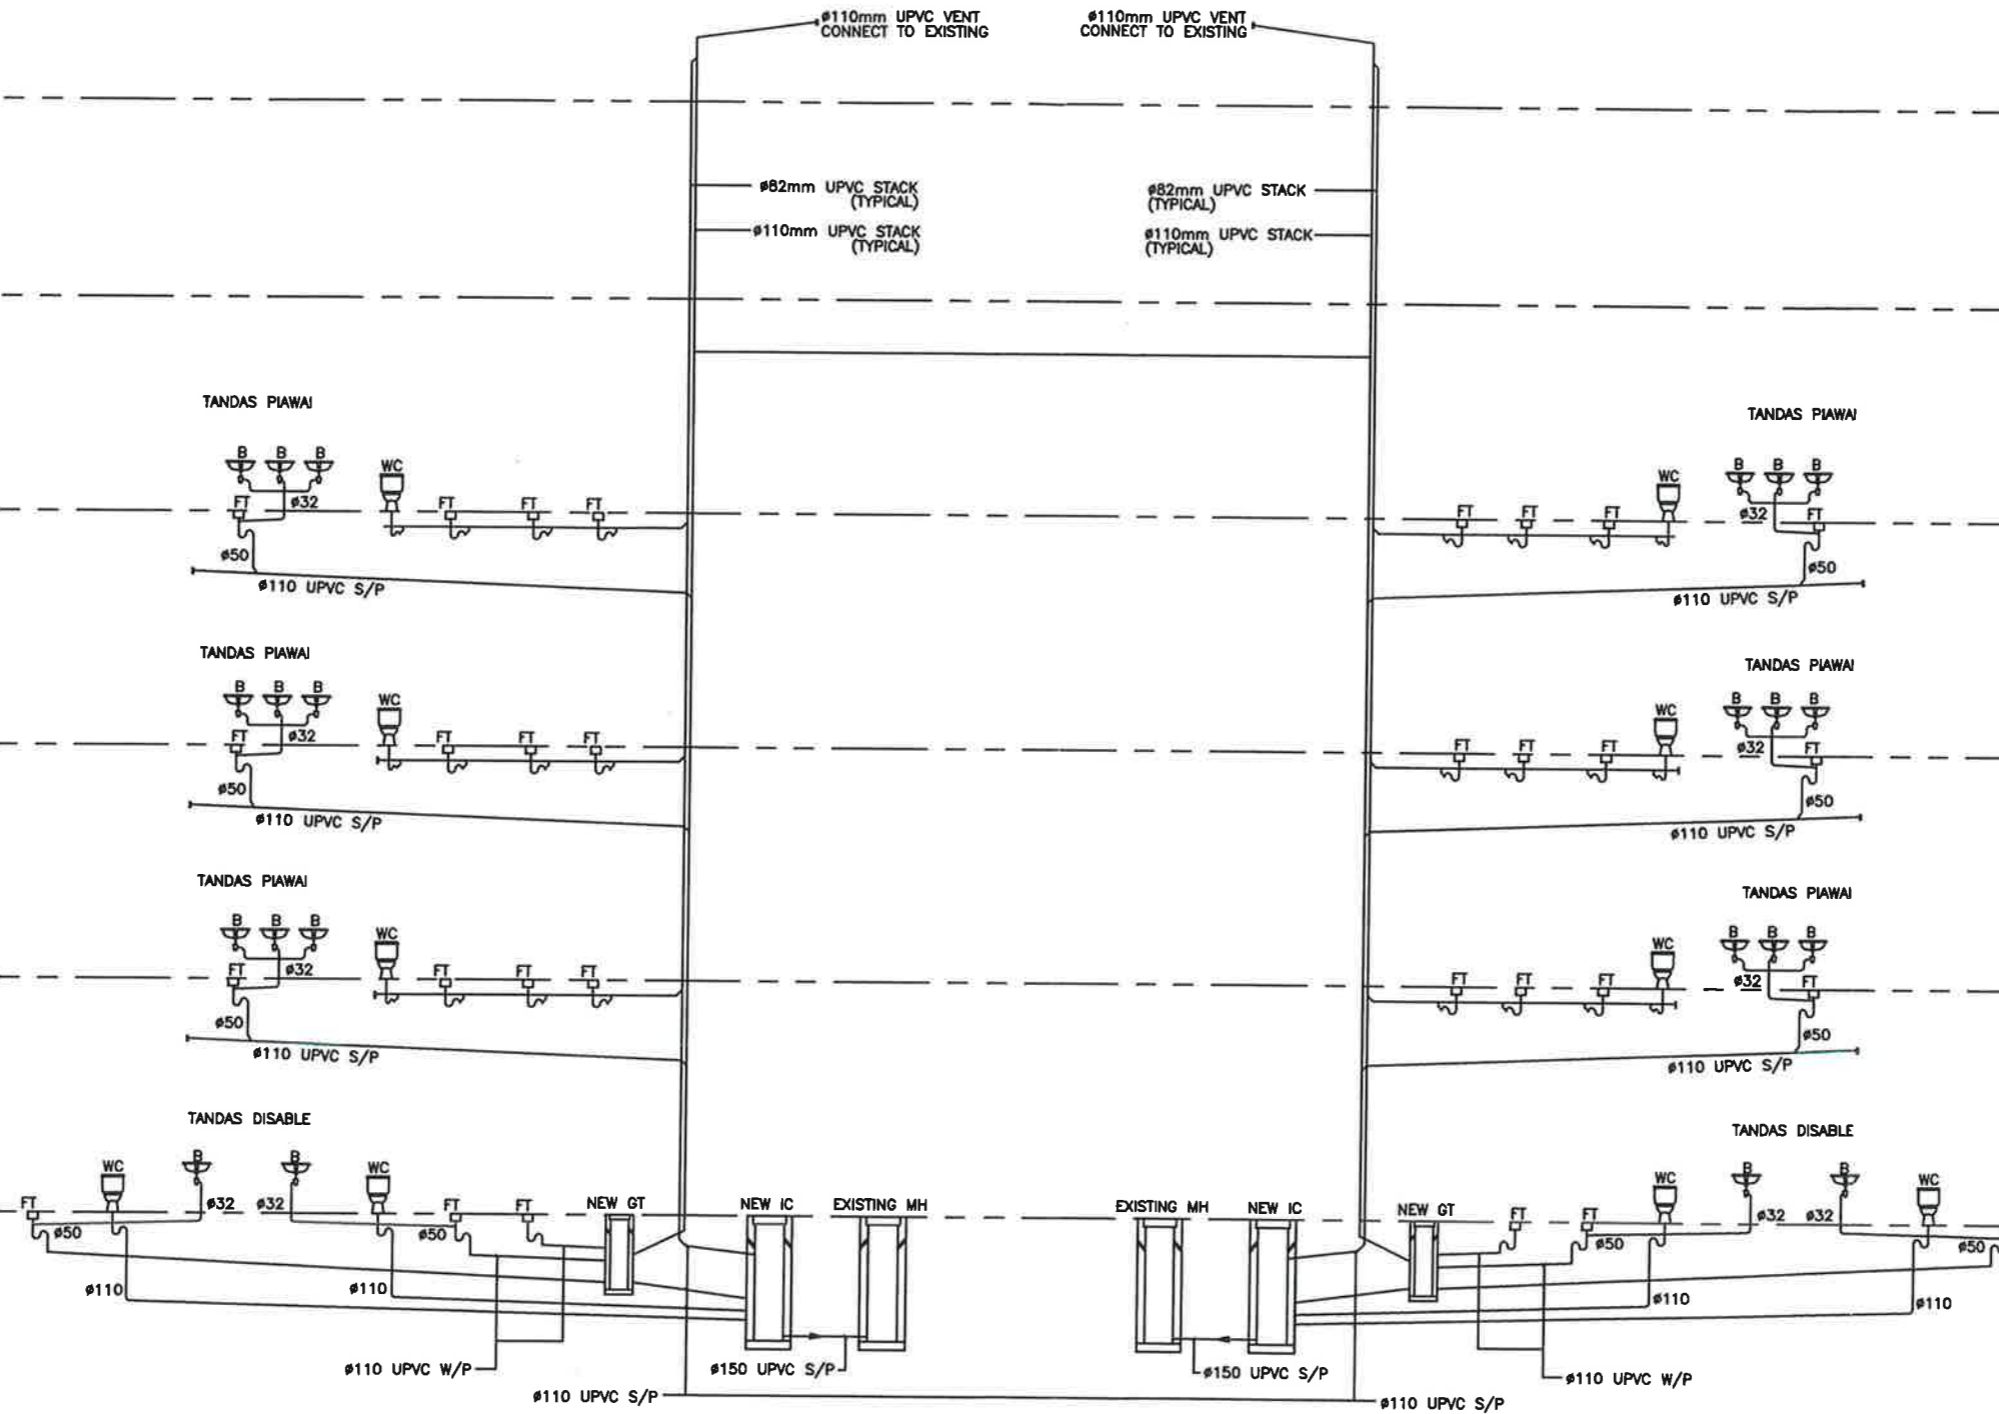 ø110mm UPVC VENT
CONNECT TO EXISTING
ø110mm UPVC VENT
CONNECT TO EXISTING
ø82mm UPVC STACK
(TYPICAL)
ø82mm UPVC STACK
(TYPICAL)
ø110mm UPVC STACK
(TYPICAL)
ø110mm UPVC STACK
(TYPICAL)
TANDAS PIAWAI
TANDAS PIAWAI
B B B
WC
FT
ø32
FT FT FT
ø50
ø110 UPVC S/P
FT FT FT
WC
B B B
ø32
FT
ø50
ø110 UPVC S/P
TANDAS PIAWAI
TANDAS PIAWAI
B B B
WC
FT
ø32
FT FT FT
ø50
ø110 UPVC S/P
FT FT FT
WC
B B B
ø32
FT
ø50
ø110 UPVC S/P
TANDAS PIAWAI
TANDAS PIAWAI
B B B
WC
FT
ø32
FT FT FT
ø50
ø110 UPVC S/P
FT FT FT
WC
B B B
ø32
FT
ø50
ø110 UPVC S/P
TANDAS DISABLE
TANDAS DISABLE
FT
WC
B
B
WC
FT
FT
NEW GT
NEW IC
EXISTING MH
ø50
ø32
ø32
ø50
ø110
ø110
ø110 UPVC W/P
ø150 UPVC S/P
ø110 UPVC S/P
EXISTING MH
NEW IC
NEW GT
FT
FT
WC
B
B
WC
ø50
ø32
ø32
ø50
ø110
ø110
ø150 UPVC S/P
ø110 UPVC W/P
ø110 UPVC S/P